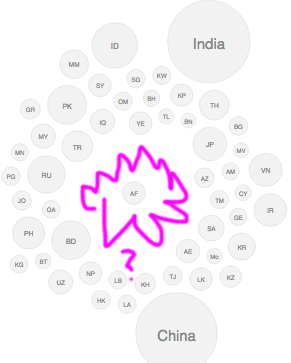 ID
India
MM
SY
SG
KW
OM
BH
KP
GR
PK
TH
IQ
YE
TL
BN
BG
MY
TR
JP
MV
MN
PG
RU
AZ
AM
VN
JO
QA
AF
TM
CY
IR
GE
PH
BD
SA
KR
KG
BT
?
AE
Mo
UZ
NP
LB
KH
TJ
LK
KZ
HK
LA
China